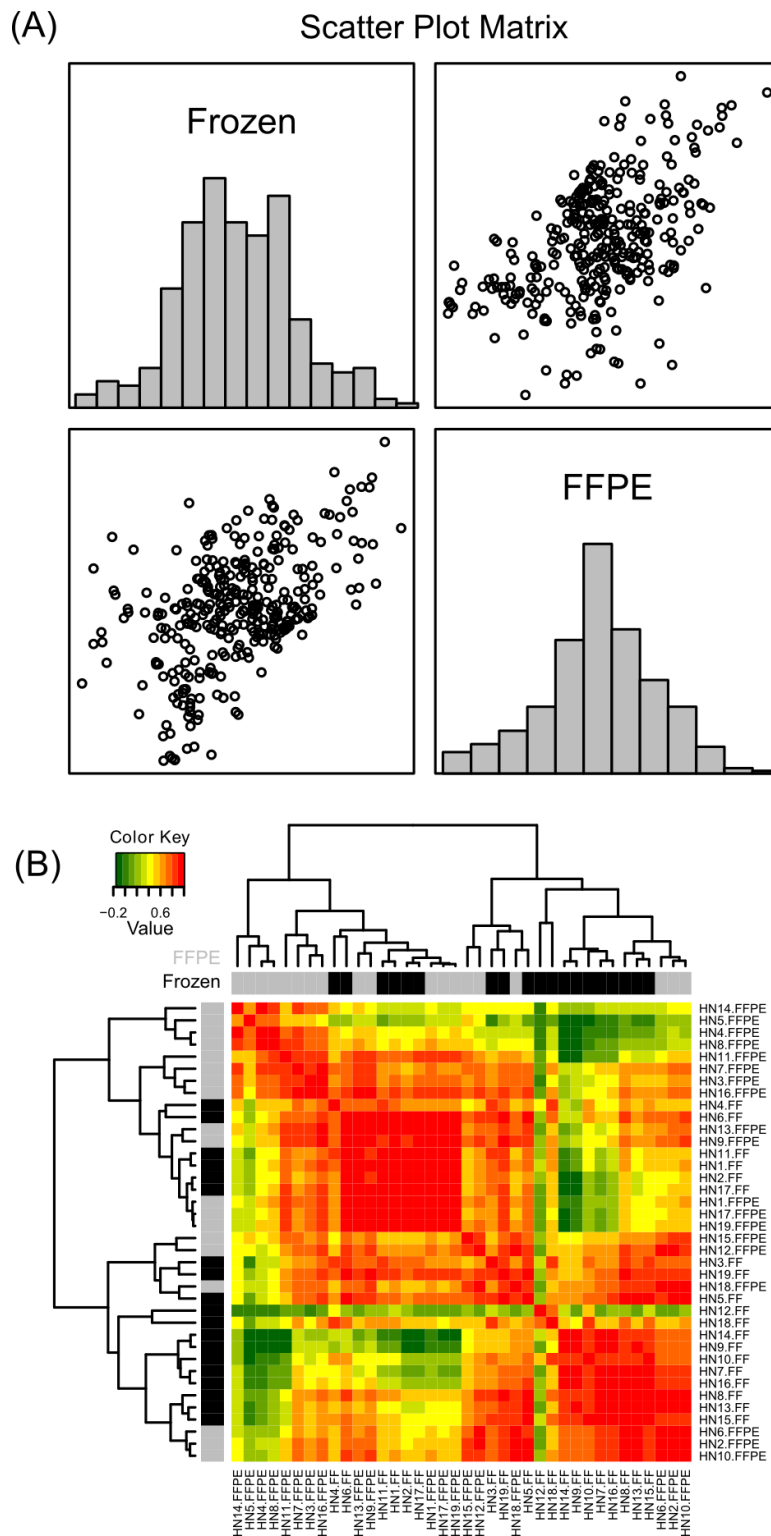 (A)
Scatter Plot Matrix
Frozen
FFPE
(B)
Color Key
−0.2
0.6
Value
FFPE
Frozen
HN14.FFPE
HN5.FFPE
HN4.FFPE
HN8.FFPE
HN11.FFPE
HN7.FFPE
HN3.FFPE
HN16.FFPE
HN4.FF
HN6.FF
HN13.FFPE
HN9.FFPE
HN11.FF
HN1.FF
HN2.FF
HN17.FF
HN1.FFPE
HN17.FFPE
HN19.FFPE
HN15.FFPE
HN12.FFPE
HN3.FF
HN19.FF
HN18.FFPE
HN5.FF
HN12.FF
HN18.FF
HN14.FF
HN9.FF
HN10.FF
HN7.FF
HN16.FF
HN8.FF
HN13.FF
HN15.FF
HN6.FFPE
HN2.FFPE
HN10.FFPE
HN14.FFPE
HN5.FFPE
HN4.FFPE
HN8.FFPE
HN11.FFPE
HN7.FFPE
HN3.FFPE
HN16.FFPE
HN4.FF
HN6.FF
HN13.FFPE
HN9.FFPE
HN11.FF
HN1.FF
HN2.FF
HN17.FF
HN1.FFPE
HN17.FFPE
HN19.FFPE
HN15.FFPE
HN12.FFPE
HN3.FF
HN19.FF
HN18.FFPE
HN5.FF
HN12.FF
HN18.FF
HN14.FF
HN9.FF
HN10.FF
HN7.FF
HN16.FF
HN8.FF
HN13.FF
HN15.FF
HN6.FFPE
HN2.FFPE
HN10.FFPE